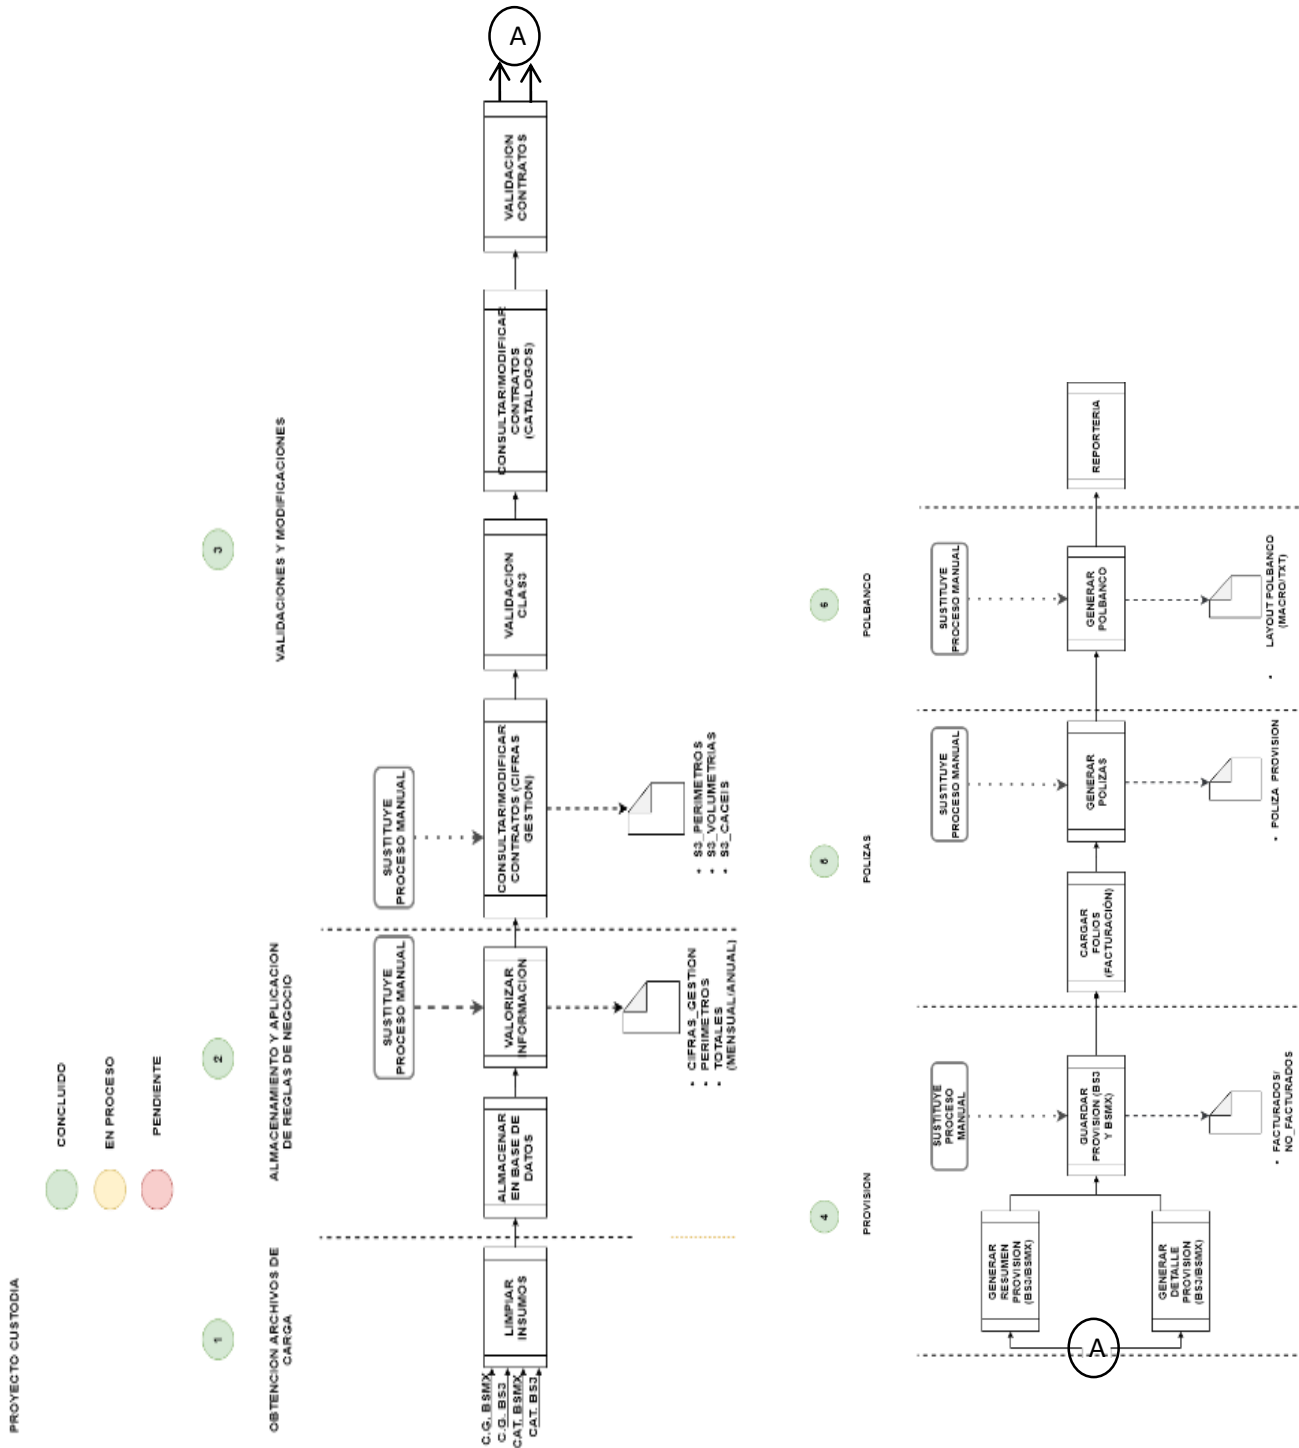 PROYECTO CUSTODIA
CONCLUIDO
EN PROCESO
PENDIENTE
1
OBTENCION ARCHIVOS DE
CARGA
2
ALMACENAMIENTO Y APLICACION
DE REGLAS DE NEGOCIO
3
VALIDACIONES Y MODIFICACIONES
C.G. BSMX
C.G. BS3
CAT. BSMX
CAT. BS3
LIMPIAR
INSUMOS
ALMACENAR
EN BASE DE
DATOS
SUSTITUYE
PROCESO MANUAL
VALORIZAR
INFORMACION
• CIFRAS_GESTION
• PERIMETROS
• TOTALES
(MENSUAL/ANUAL)
SUSTITUYE
PROCESO MANUAL
CONSULTAR/MODIFICAR
CONTRATOS (CIFRAS
GESTION)
• S3_PERIMETROS
• S3_VOLUMETRIAS
• S3_CACEIS
VALIDACION
CLAS3
CONSULTAR/MODIFICAR
CONTRATOS
(CATALOGOS)
VALIDACION
CONTRATOS
A
4
PROVISION
5
POLIZAS
6
POLBANCO
A
GENERAR
RESUMEN
PROVISION
(BS3/BSMX)
GENERAR
DETALLE
PROVISION
(BS3/BSMX)
SUSTITUYE
PROCESO
MANUAL
GUARDAR
PROVISION (BS3
Y BSMX)
• FACTURADOS/
NO_FACTURADOS
CARGAR
FOLIOS
(FACTURACIÓN)
SUSTITUYE
PROCESO MANUAL
GENERAR
POLIZAS
• POLIZA PROVISION
SUSTITUYE
PROCESO MANUAL
GENERAR
POLBANCO
• LAYOUT POLBANCO
(MACRO/TXT)
REPORTERIA